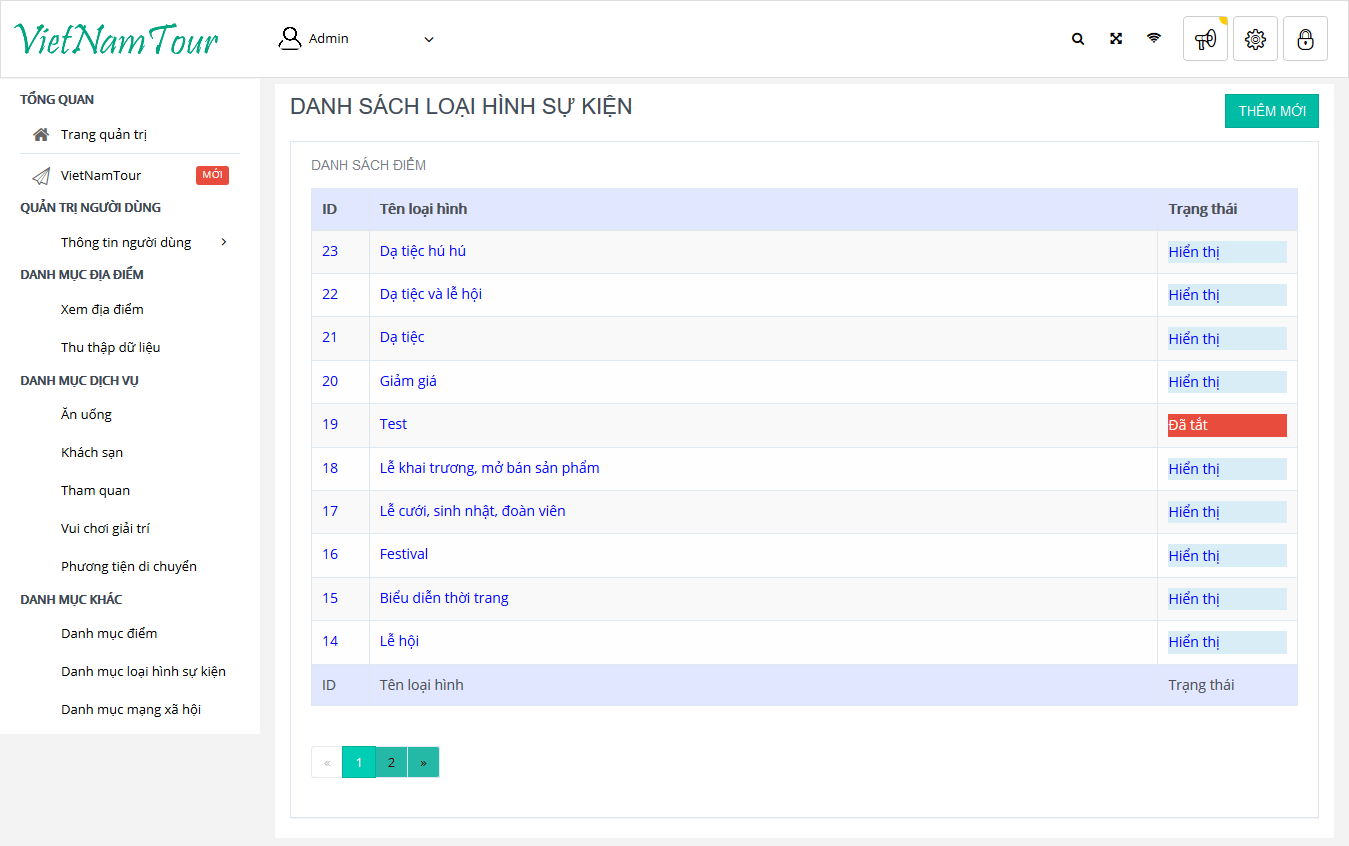 VietNamTour
Admin
TỔNG QUAN
Trang quản trị
VietNamTour MỚI
QUẢN TRỊ NGƯỜI DÙNG
Thông tin người dùng
DANH MỤC ĐỊA ĐIỂM
Xem địa điểm
Thu thập dữ liệu
DANH MỤC DỊCH VỤ
Ăn uống
Khách sạn
Tham quan
Vui chơi giải trí
Phương tiện di chuyển
DANH MỤC KHÁC
Danh mục điểm
Danh mục loại hình sự kiện
Danh mục mạng xã hội
DANH SÁCH LOẠI HÌNH SỰ KIỆN
THÊM MỚI
DANH SÁCH ĐIỂM
ID Tên loại hình Trạng thái
23 Dạ tiệc hú hú Hiển thị
22 Dạ tiệc và lễ hội Hiển thị
21 Dạ tiệc Hiển thị
20 Giảm giá Hiển thị
19 Test Đã tắt
18 Lễ khai trương, mở bán sản phẩm Hiển thị
17 Lễ cưới, sinh nhật, đoàn viên Hiển thị
16 Festival Hiển thị
15 Biểu diễn thời trang Hiển thị
14 Lễ hội Hiển thị
ID Tên loại hình Trạng thái
« 1 2 »